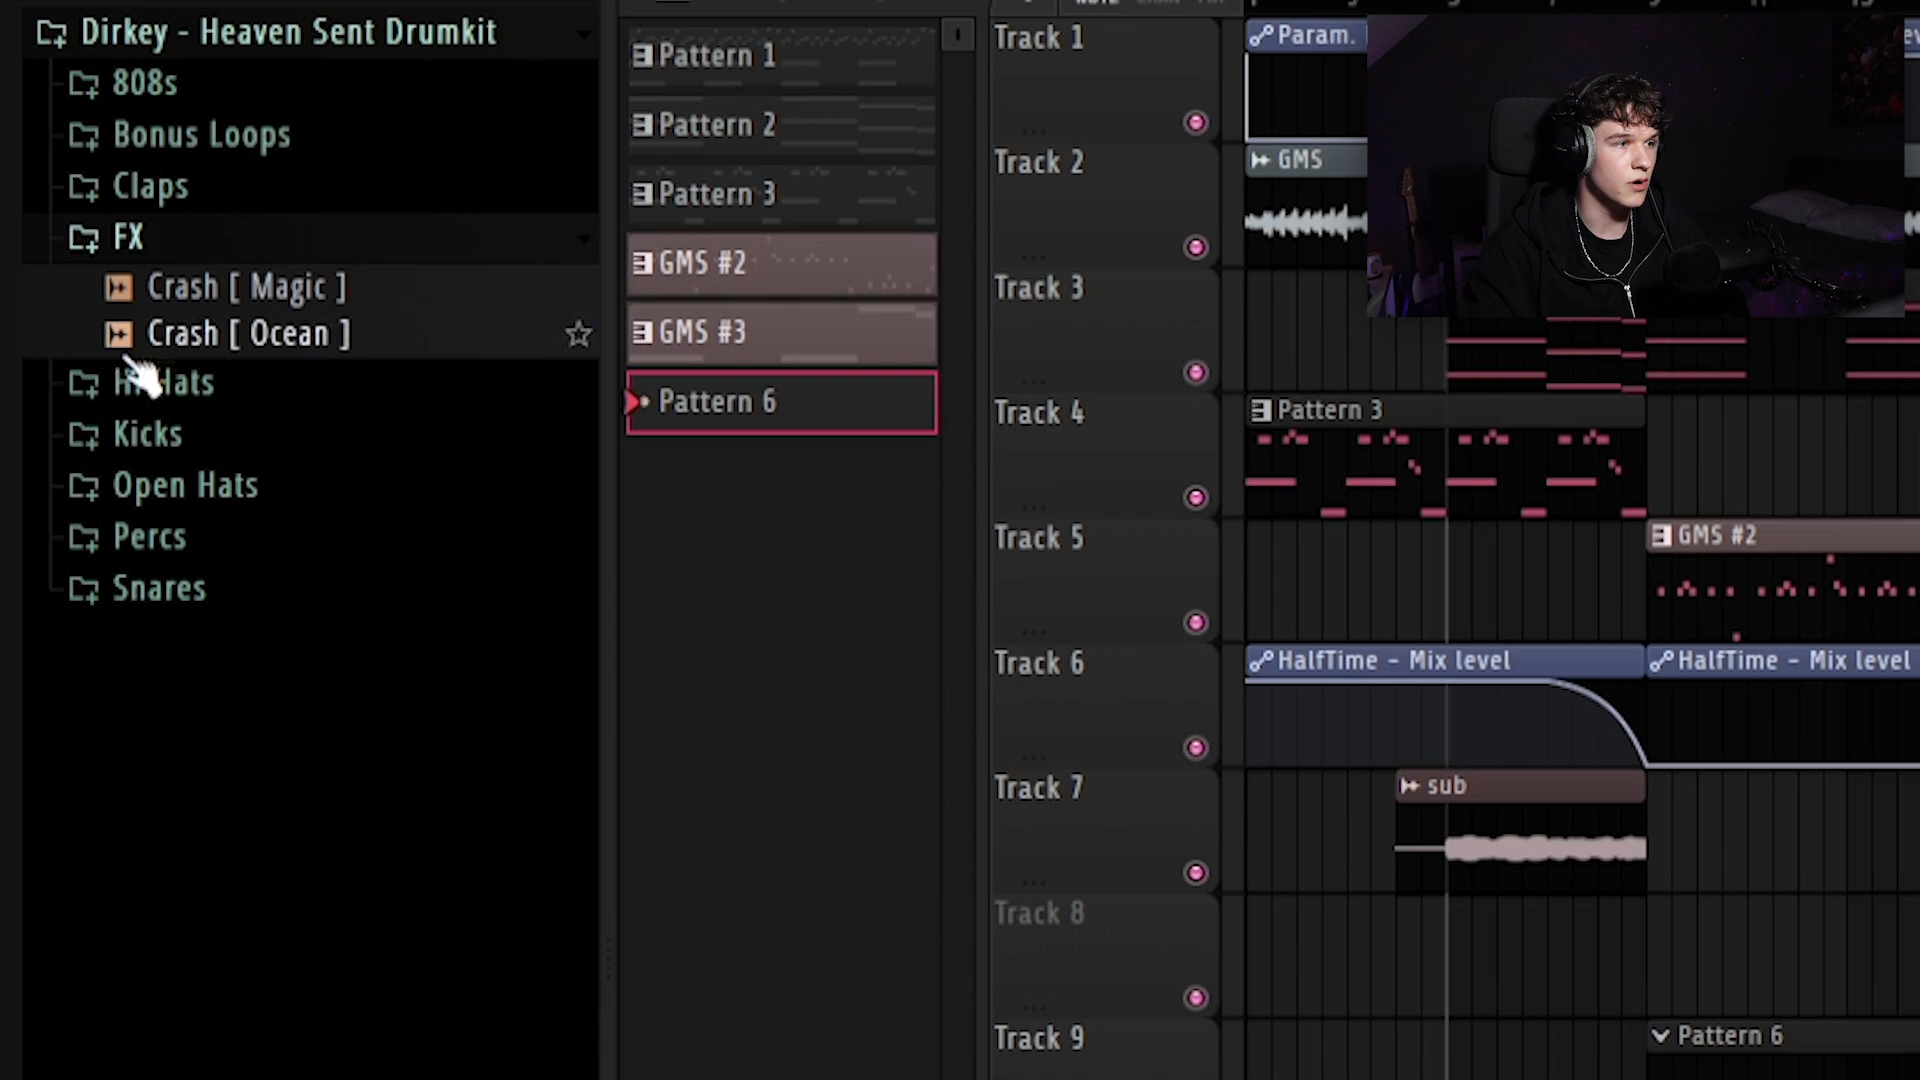 Dirkey - Heaven Sent Drumkit
808s
Bonus Loops
Claps
FX
Crash [ Magic ]
Crash [ Ocean ]
Kicks
Open Hats
Percs
Snares
Pattern 1
Pattern 2
Pattern 3
GMS #2
GMS #3
Pattern 6
Track 1
Track 2
Track 3
Track 4
Track 5
Track 6
Track 7
Track 8
Track 9
Param.
GMS
Pattern 3
GMS #2
HalfTime - Mix level
HalfTime - Mix level
sub
Pattern 6